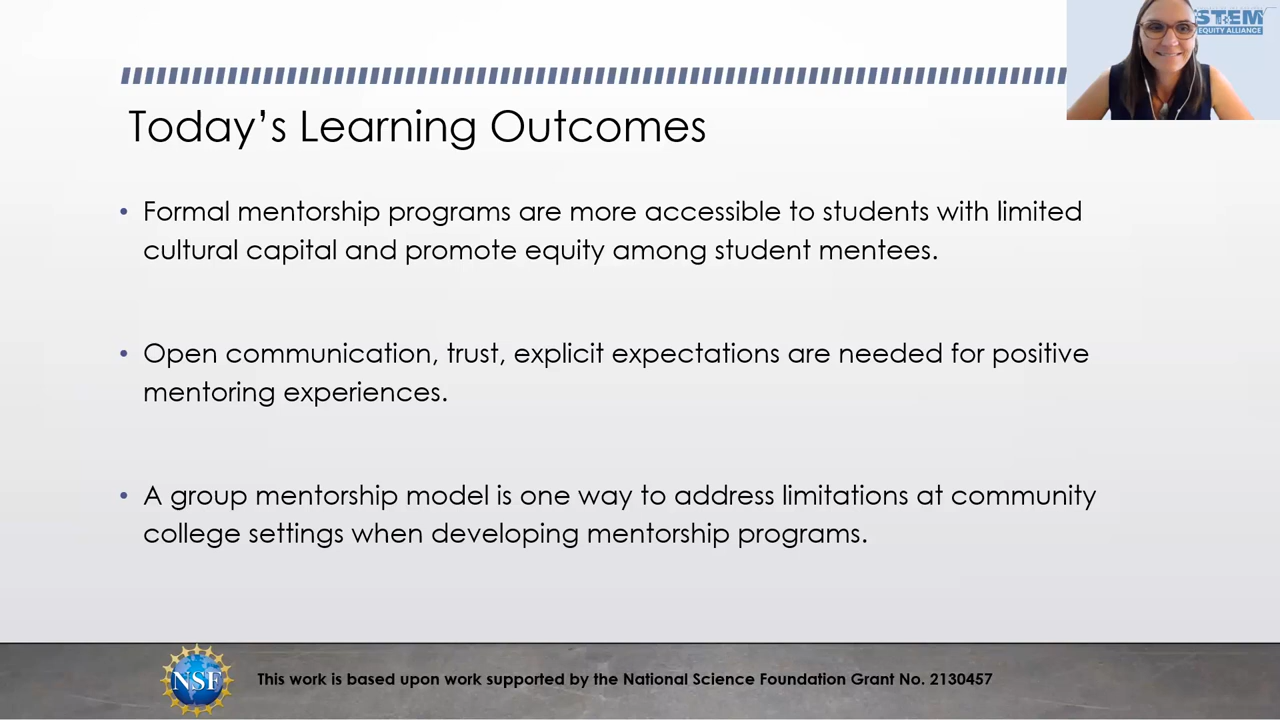 STEM
EQUITY ALLIANCE
Today’s Learning Outcomes
• Formal mentorship programs are more accessible to students with limited
cultural capital and promote equity among student mentees.
• Open communication, trust, explicit expectations are needed for positive
mentoring experiences.
• A group mentorship model is one way to address limitations at community
college settings when developing mentorship programs.
NSF
This work is based upon work supported by the National Science Foundation Grant No. 2130457